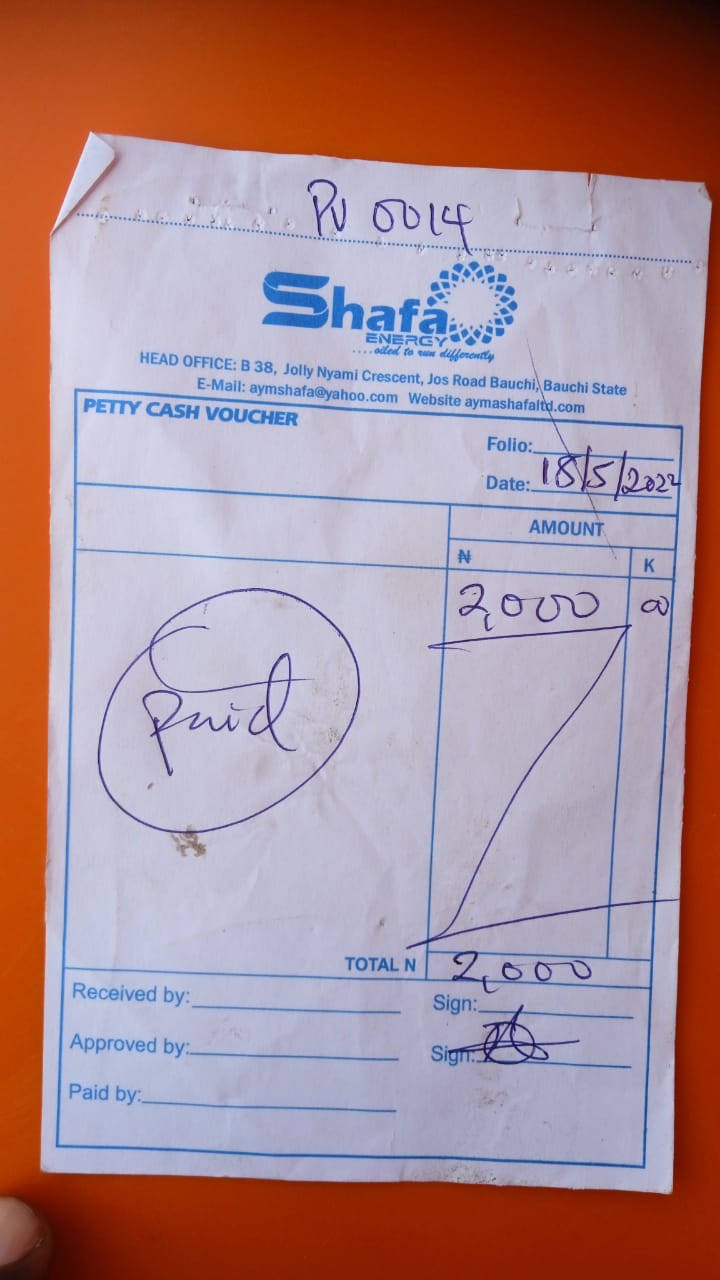 PV 0014
Shafa
ENERGY
....oiled to run differently
HEAD OFFICE: B 38, Jolly Nyami Crescent, Jos Road Bauchi, Bauchi State
E-Mail: aymshafa@yahoo.com Website aymashafaltd.com
PETTY CASH VOUCHER
Folio:
Date: 18/5/2022
AMOUNT
₦ K
2,000 00
Paid
TOTAL N 2,000
Received by: Sign:
Approved by: Sign:
Paid by: